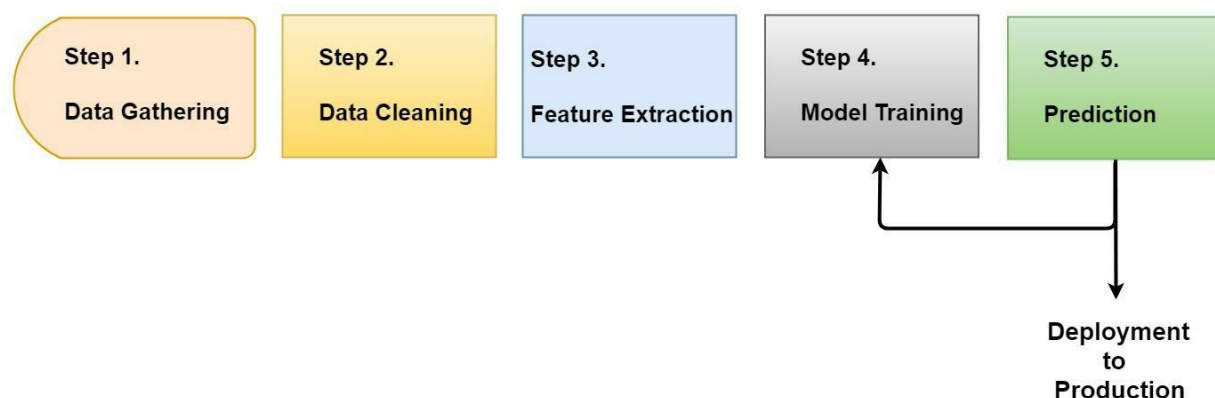 Step 1.
Data Gathering
Step 2.
Data Cleaning
Step 3.
Feature Extraction
Step 4.
Model Training
Step 5.
Prediction
Deployment
to
Production